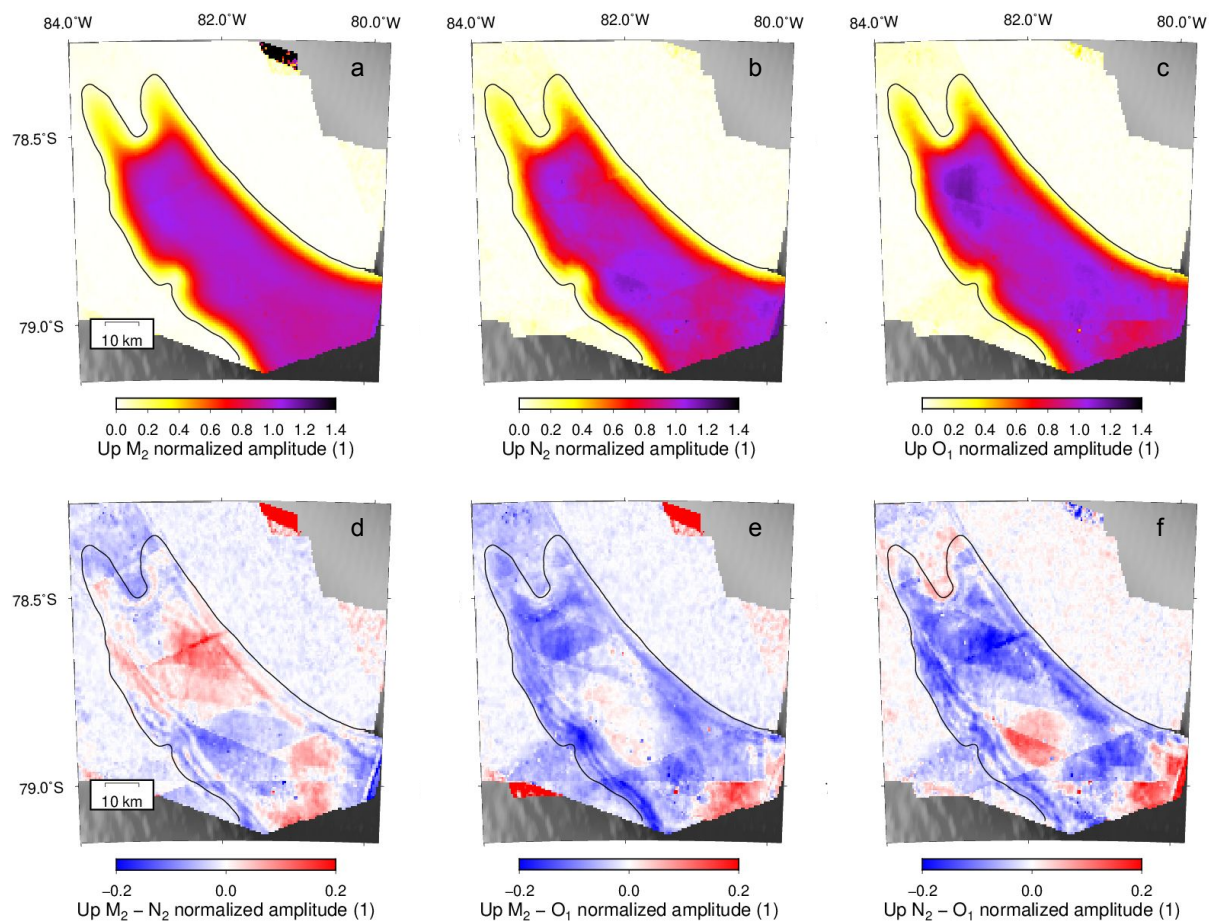 84.0°W 82.0°W 80.0°W 84.0°W 82.0°W 80.0°W 84.0°W 82.0°W 80.0°W
a b c
78.5°S
79.0°S
10 km
0.0 0.2 0.4 0.6 0.8 1.0 1.2 1.4
Up M₂ normalized amplitude (1)
0.0 0.2 0.4 0.6 0.8 1.0 1.2 1.4
Up N₂ normalized amplitude (1)
0.0 0.2 0.4 0.6 0.8 1.0 1.2 1.4
Up O₁ normalized amplitude (1)
d e f
78.5°S
79.0°S
10 km
−0.2 0.0 0.2
Up M₂ − N₂ normalized amplitude (1)
−0.2 0.0 0.2
Up M₂ − O₁ normalized amplitude (1)
−0.2 0.0 0.2
Up N₂ − O₁ normalized amplitude (1)